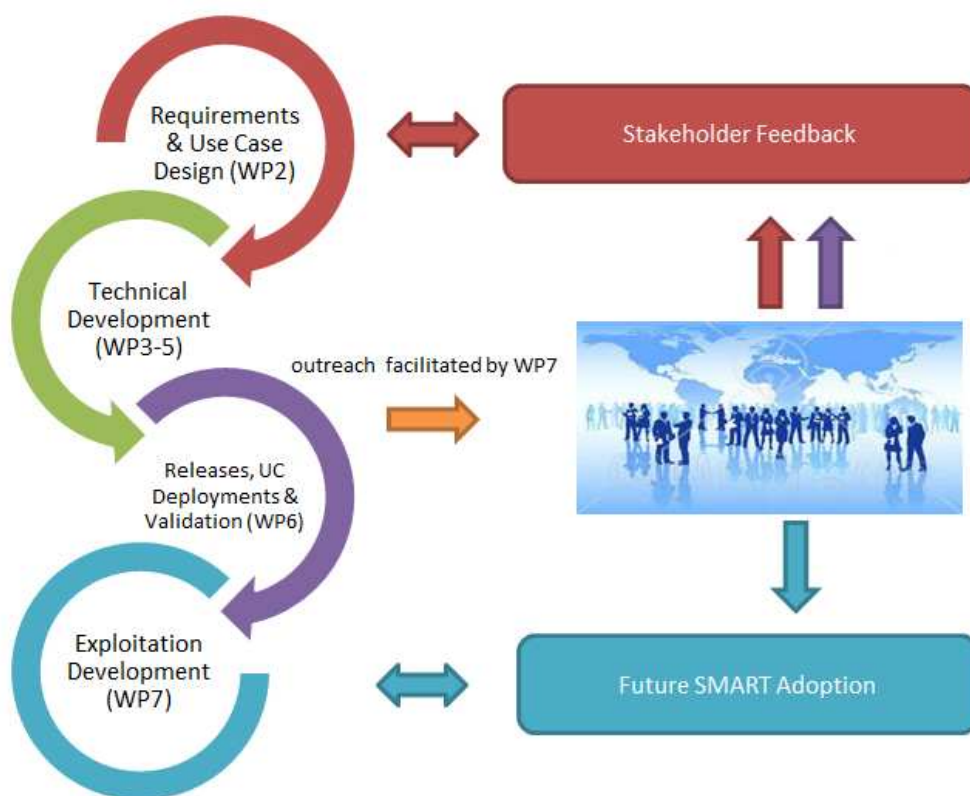 Requirements
& Use Case
Design (WP2)
Stakeholder Feedback
Technical
Development
(WP3-5)
outreach facilitated by WP7
Releases, UC
Deployments &
Validation (WP6)
Exploitation
Development
(WP7)
Future SMART Adoption